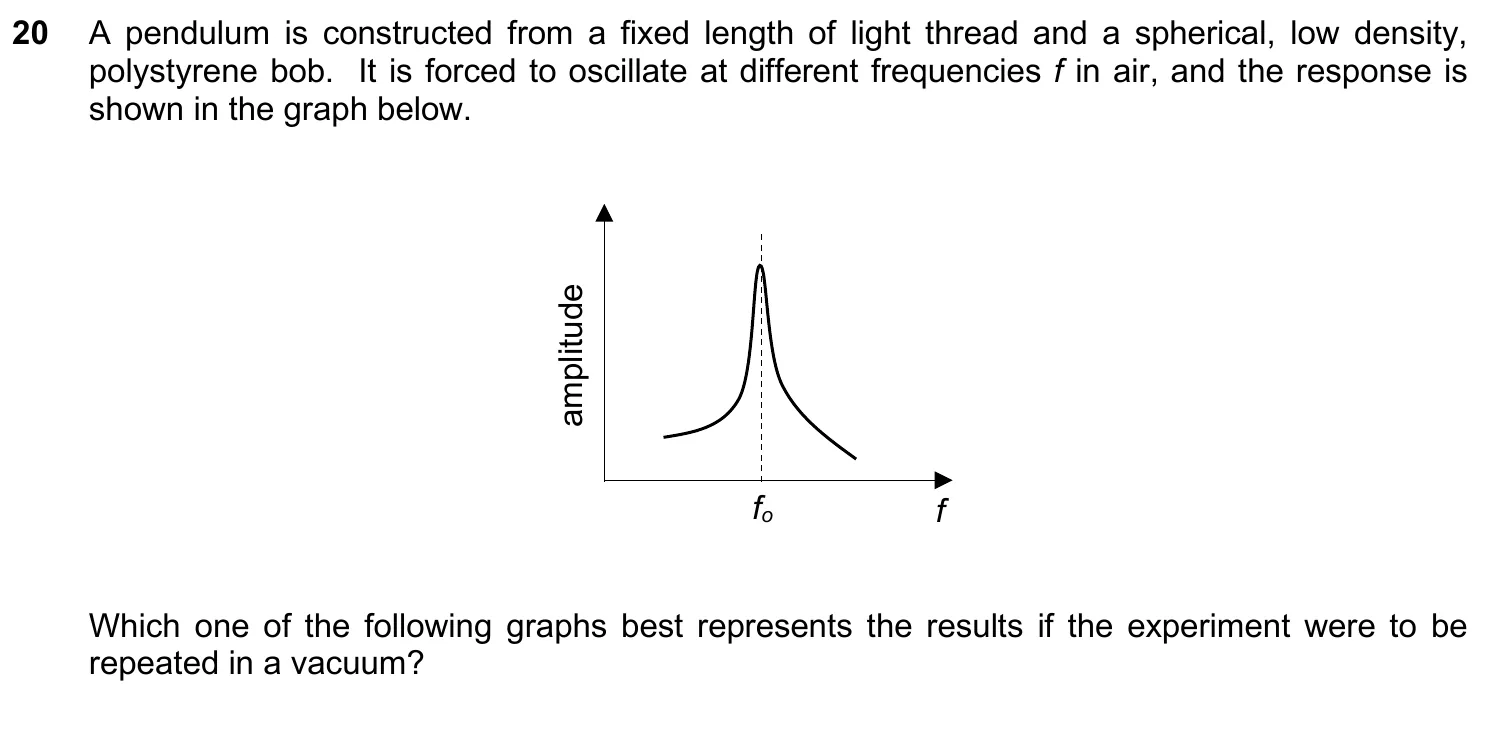 20 A pendulum is constructed from a fixed length of light thread and a spherical, low density,
polystyrene bob. It is forced to oscillate at different frequencies f in air, and the response is
shown in the graph below.
amplitude
fo
f
Which one of the following graphs best represents the results if the experiment were to be
repeated in a vacuum?